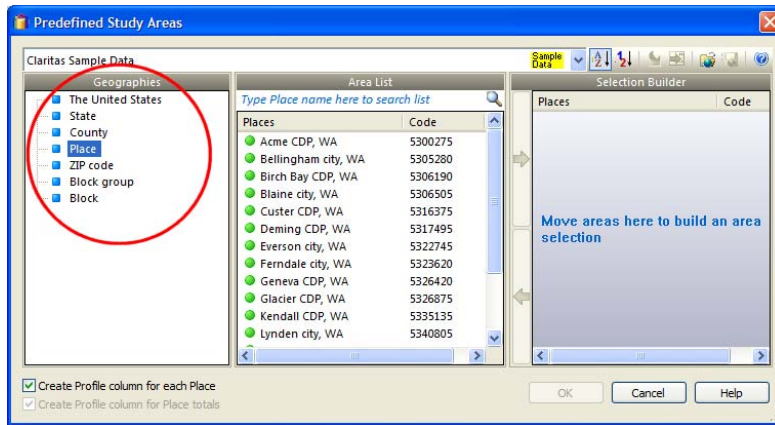 Predefined Study Areas
Claritas Sample Data
Sample Data
Geographies
The United States
State
County
Place
ZIP code
Block group
Block
Area List
Type Place name here to search list
Places Code
Acme CDP, WA 5300275
Bellingham city, WA 5305280
Birch Bay CDP, WA 5306190
Blaine city, WA 5306505
Custer CDP, WA 5316375
Deming CDP, WA 5317495
Everson city, WA 5322745
Ferndale city, WA 5323620
Geneva CDP, WA 5326420
Glacier CDP, WA 5326875
Kendall CDP, WA 5335135
Lynden city, WA 5340805
Selection Builder
Places Code
Move areas here to build an area
selection
Create Profile column for each Place
Create Profile column for Place totals
OK Cancel Help